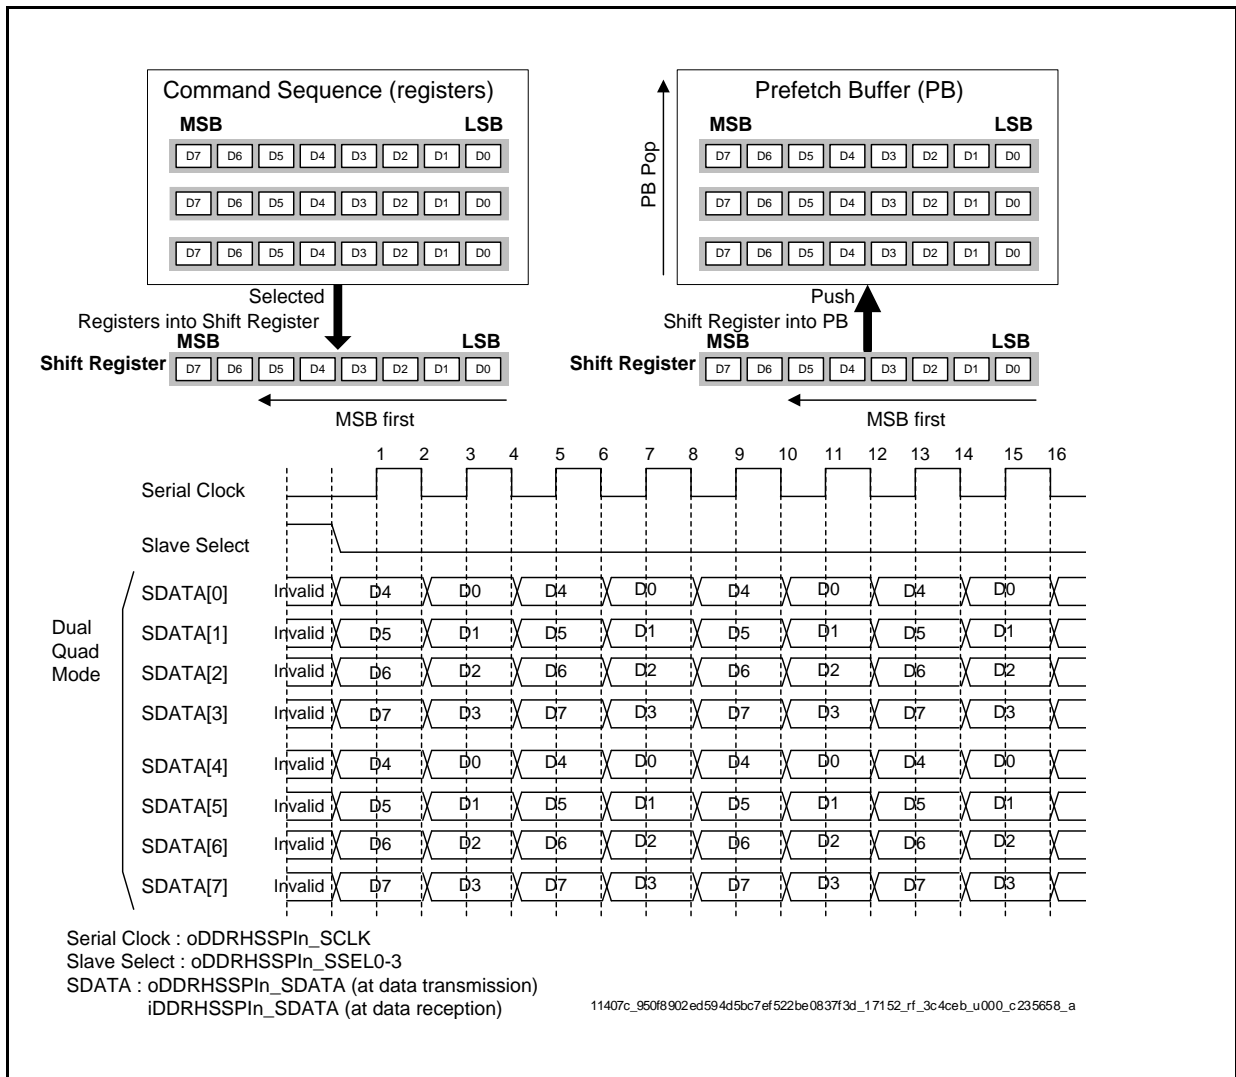 Command Sequence (registers)
MSB LSB
D7 D6 D5 D4 D3 D2 D1 D0
D7 D6 D5 D4 D3 D2 D1 D0
D7 D6 D5 D4 D3 D2 D1 D0
Selected
Registers into Shift Register
MSB LSB
Shift Register D7 D6 D5 D4 D3 D2 D1 D0
MSB first
PB Pop
Prefetch Buffer (PB)
MSB LSB
D7 D6 D5 D4 D3 D2 D1 D0
D7 D6 D5 D4 D3 D2 D1 D0
D7 D6 D5 D4 D3 D2 D1 D0
Push
Shift Register into PB
MSB LSB
Shift Register D7 D6 D5 D4 D3 D2 D1 D0
MSB first
1 2 3 4 5 6 7 8 9 10 11 12 13 14 15 16
Serial Clock
Slave Select
Dual
Quad
Mode
SDATA[0] Invalid D4 D0 D4 D0 D4 D0 D4 D0
SDATA[1] Invalid D5 D1 D5 D1 D5 D1 D5 D1
SDATA[2] Invalid D6 D2 D6 D2 D6 D2 D6 D2
SDATA[3] Invalid D7 D3 D7 D3 D7 D3 D7 D3
SDATA[4] Invalid D4 D0 D4 D0 D4 D0 D4 D0
SDATA[5] Invalid D5 D1 D5 D1 D5 D1 D5 D1
SDATA[6] Invalid D6 D2 D6 D2 D6 D2 D6 D2
SDATA[7] Invalid D7 D3 D7 D3 D7 D3 D7 D3
Serial Clock : oDDRHSSPIn_SCLK
Slave Select : oDDRHSSPIn_SSEL0-3
SDATA : oDDRHSSPIn_SDATA (at data transmission)
iDDRHSSPIn_SDATA (at data reception)
11407c_950f8902ed594d5bc7ef522be0837f3d_17152_rf_3c4ceb_u000_c235658_a